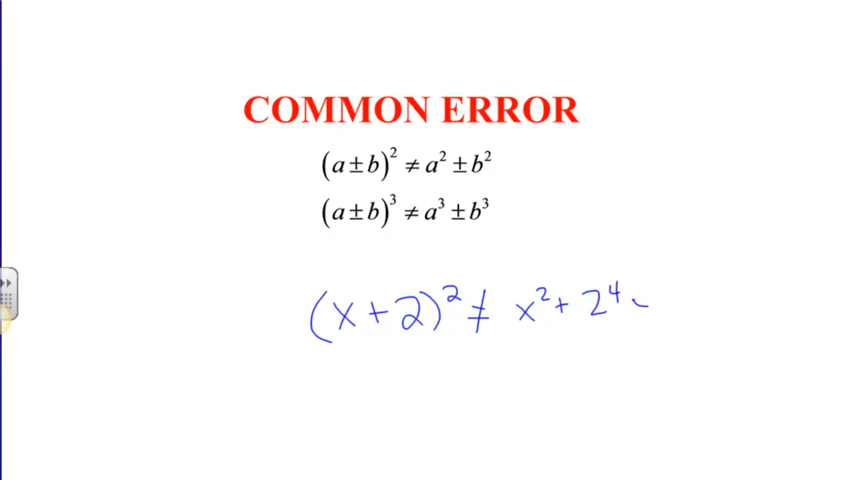 COMMON ERROR
(a ± b)² ≠ a² ± b²
(a ± b)³ ≠ a³ ± b³
(x + 2)² ≠ x² + 2⁴